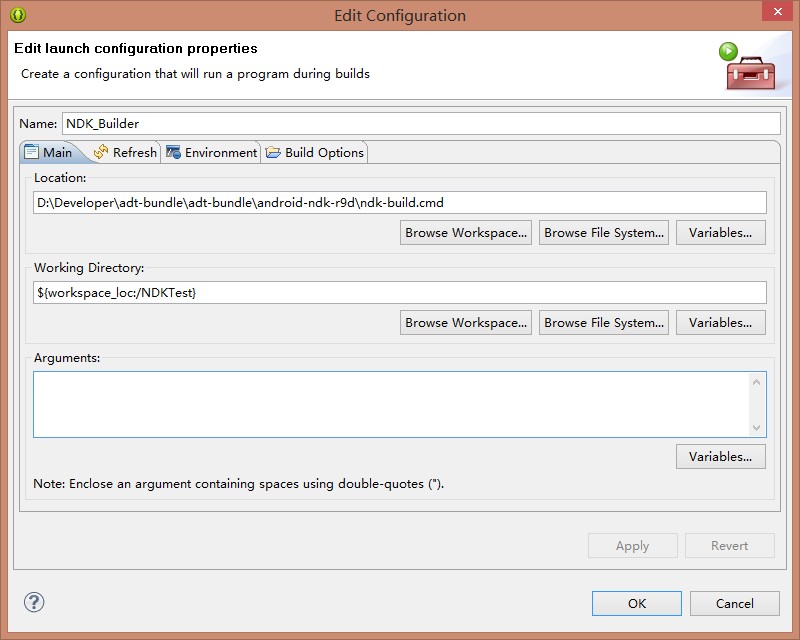 Edit Configuration
Edit launch configuration properties
Create a configuration that will run a program during builds
Name: NDK_Builder
Main Refresh Environment Build Options
Location:
D:\Developer\adt-bundle\adt-bundle\android-ndk-r9d\ndk-build.cmd
Browse Workspace... Browse File System... Variables...
Working Directory:
${workspace_loc:/NDKTest}
Browse Workspace... Browse File System... Variables...
Arguments:
Variables...
Note: Enclose an argument containing spaces using double-quotes (").
Apply Revert
OK Cancel